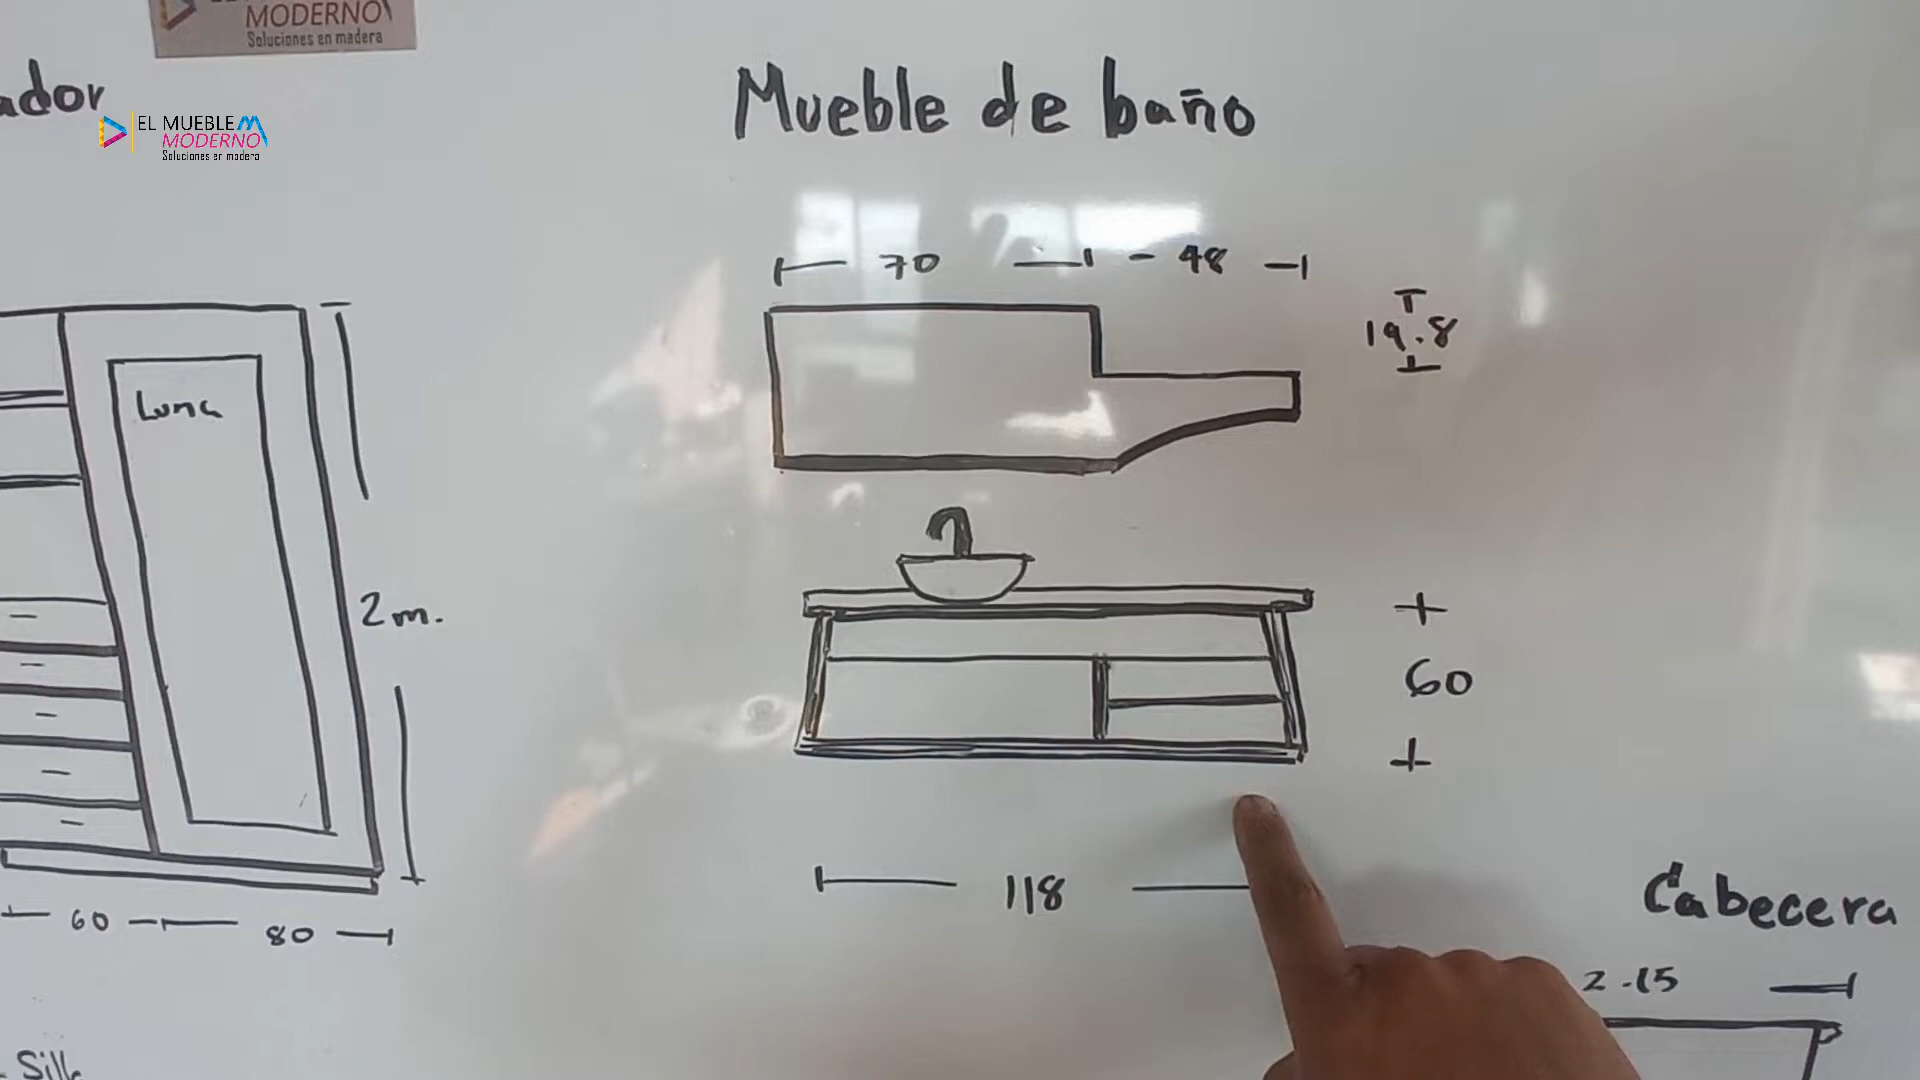 MODERNO
Soluciones en madera
ador
EL MUEBLE
MODERNO
Soluciones en madera
Mueble de baño
70
48
19.8
Luna
2m.
60
118
60
80
Cabecera
2.15